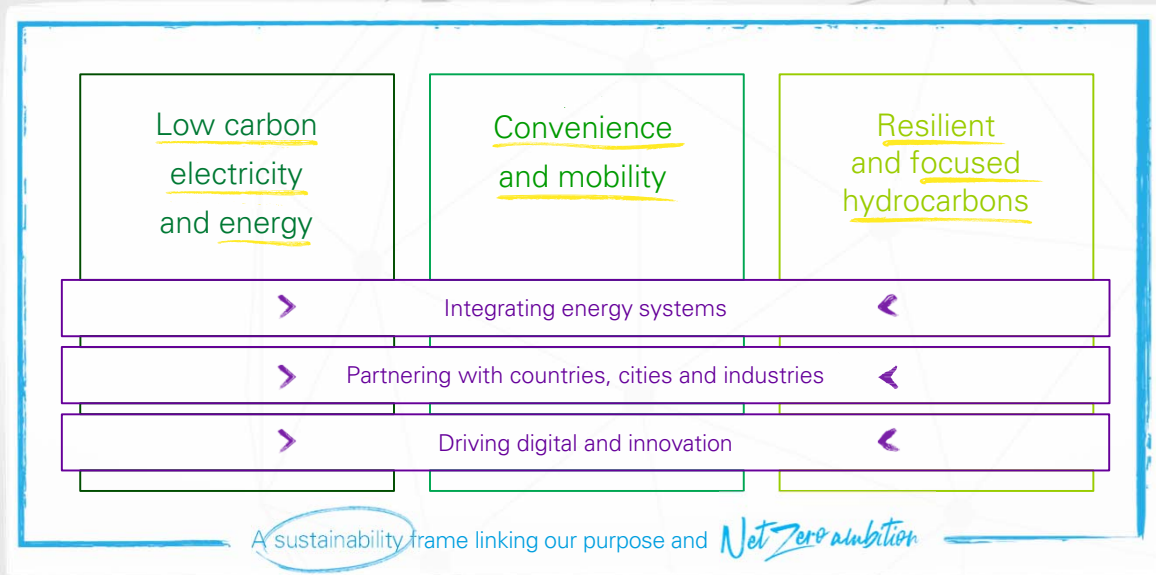 Low carbon
electricity
and energy
Convenience
and mobility
Resilient
and focused
hydrocarbons
Integrating energy systems
Partnering with countries, cities and industries
Driving digital and innovation
A sustainability frame linking our purpose and Net Zero ambition